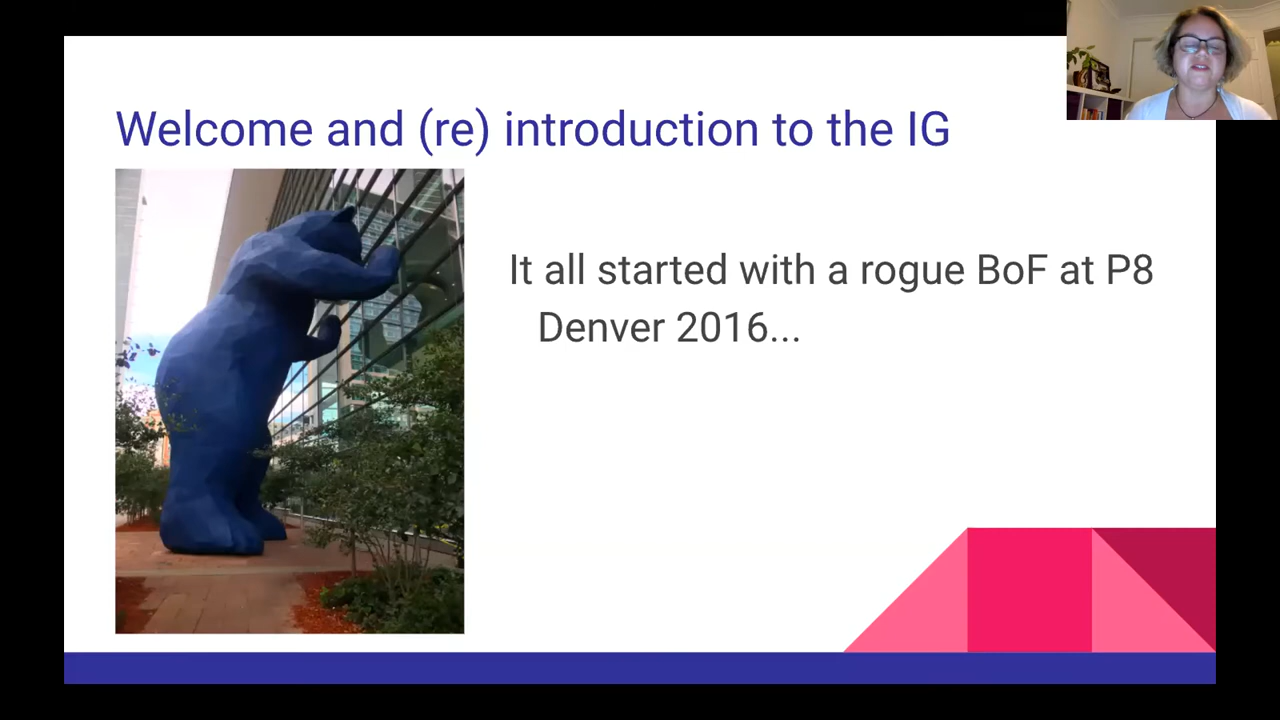 Welcome and (re) introduction to the IG
It all started with a rogue BoF at P8
Denver 2016...